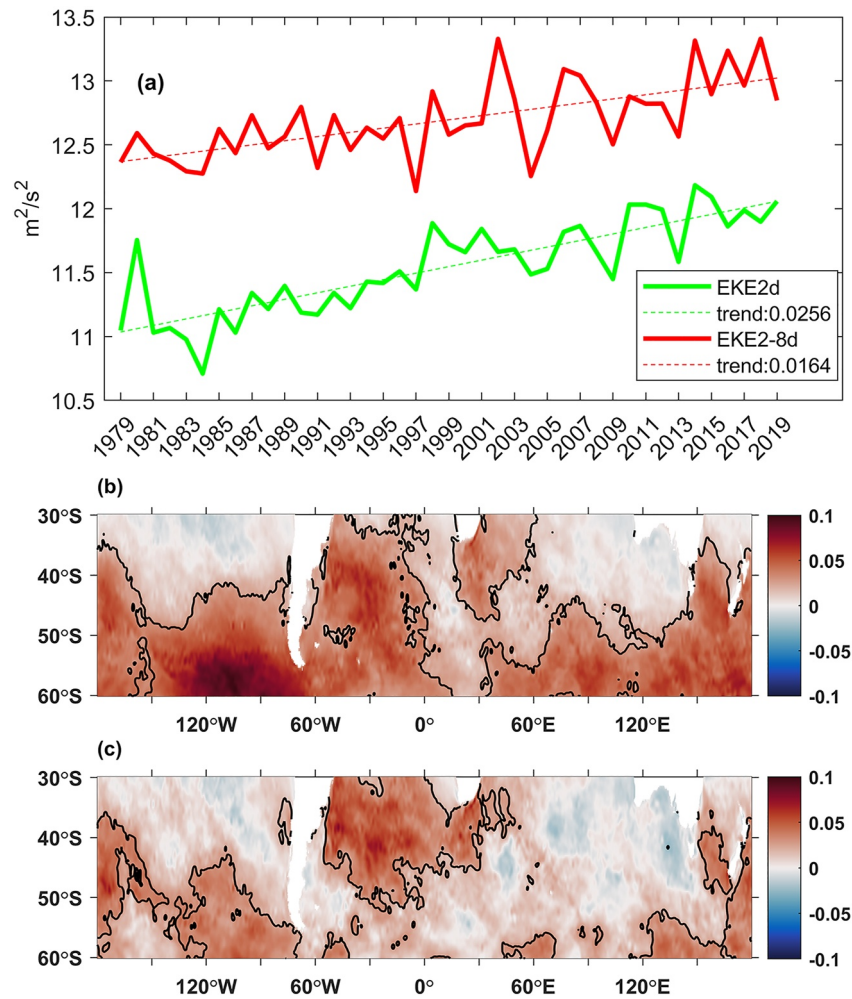 13.5
(a)
13
12.5
m²/s²
12
11.5
11
10.5
EKE2d
trend:0.0256
EKE2-8d
trend:0.0164
1979 1981 1983 1985 1987 1989 1991 1993 1995 1997 1999 2001 2003 2005 2007 2009 2011 2013 2015 2017 2019
(b)
30°S
40°S
50°S
60°S
120°W 60°W 0° 60°E 120°E
0.1
0.05
0
-0.05
-0.1
(c)
30°S
40°S
50°S
60°S
120°W 60°W 0° 60°E 120°E
0.1
0.05
0
-0.05
-0.1